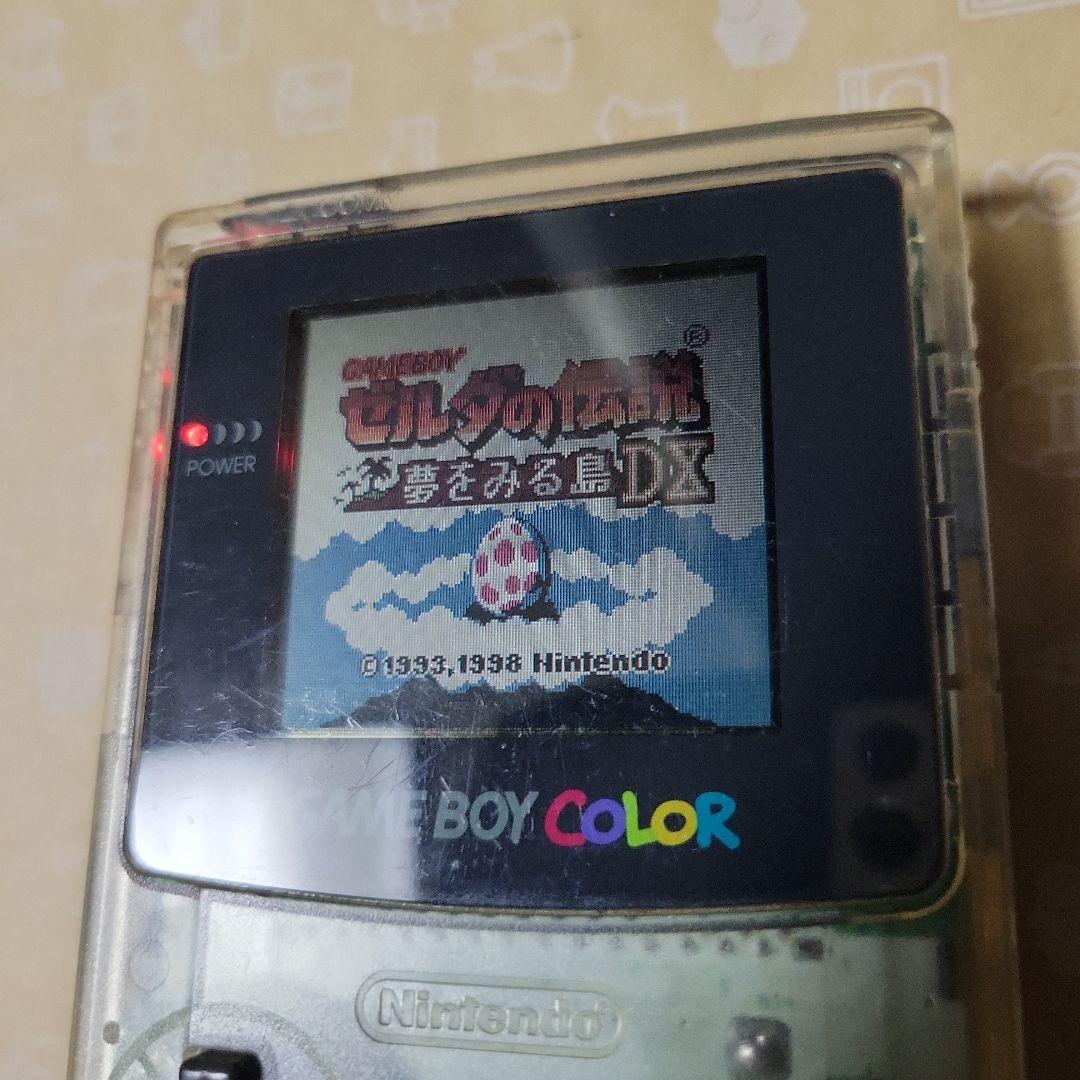 GAMEBOY
®
ゼルダの伝説
夢をみる島DX
POWER
©1993,1998 Nintendo
GAME BOY COLOR
Nintendo®